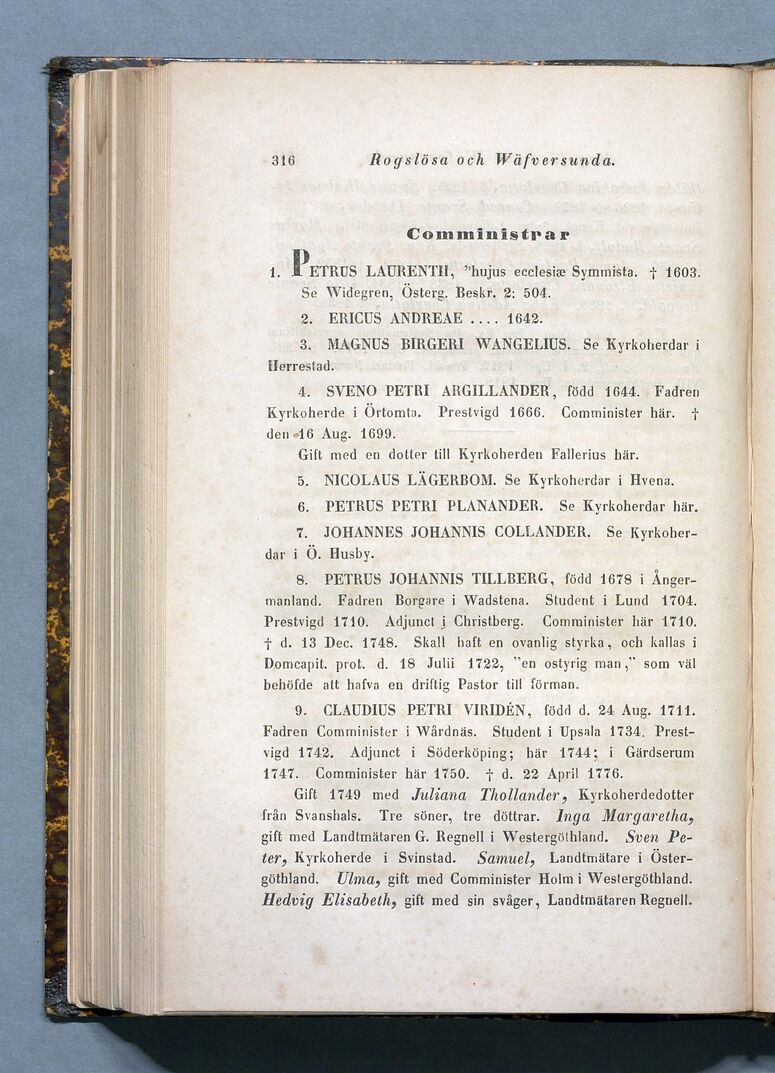 316 Rogslösa och Wäfversunda.
Comministrar
1. PETRUS LAURENTII, "hujus ecclesiæ Symmista. † 1603.
Se Widegren, Österg. Beskr. 2: 504.
2. ERICUS ANDREAE .... 1642.
3. MAGNUS BIRGERI WANGELIUS. Se Kyrkoherdar i
Herrestad.
4. SVENO PETRI ARGILLANDER, född 1644. Fadren
Kyrkoherde i Örtomta. Prestvigd 1666. Comminister här. †
den 16 Aug. 1699.
Gift med en dotter till Kyrkoherden Fallerius här.
5. NICOLAUS LÄGERBOM. Se Kyrkoherdar i Hvena.
6. PETRUS PETRI PLANANDER. Se Kyrkoherdar här.
7. JOHANNES JOHANNIS COLLANDER. Se Kyrkoher-
dar i Ö. Husby.
8. PETRUS JOHANNIS TILLBERG, född 1678 i Ånger-
manland. Fadren Borgare i Wadstena. Student i Lund 1704.
Prestvigd 1710. Adjunct i Christberg. Comminister här 1710.
† d. 13 Dec. 1748. Skall haft en ovanlig styrka, och kallas i
Domcapit. prot. d. 18 Julii 1722, "en ostyrig man," som väl
behöfde att hafva en driftig Pastor till förman.
9. CLAUDIUS PETRI VIRIDÉN, född d. 24 Aug. 1711.
Fadren Comminister i Wårdnäs. Student i Upsala 1734. Prest-
vigd 1742. Adjunct i Söderköping; här 1744; i Gärdserum
1747. Comminister här 1750. † d. 22 April 1776.
Gift 1749 med Juliana Thollander, Kyrkoherdedotter
från Svanshals. Tre söner, tre döttrar. Inga Margaretha,
gift med Landtmätaren G. Regnell i Westergöthland. Sven Pe-
ter, Kyrkoherde i Svinstad. Samuel, Landtmätare i Öster-
göthland. Ulma, gift med Comminister Holm i Westergöthland.
Hedvig Elisabeth, gift med sin svåger, Landtmätaren Regnell.